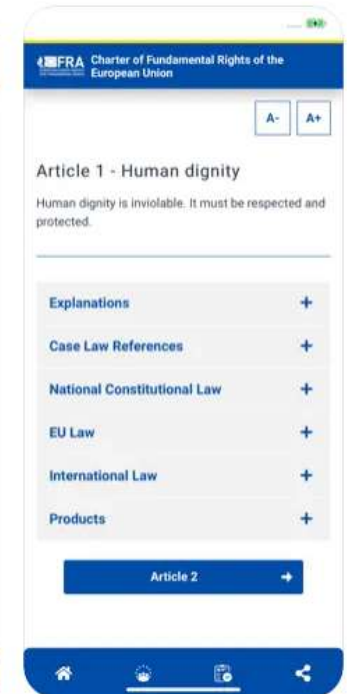 FRA Charter of Fundamental Rights of the
European Union
A- A+
Article 1 - Human dignity
Human dignity is inviolable. It must be respected and
protected.
Explanations +
Case Law References +
National Constitutional Law +
EU Law +
International Law +
Products +
Article 2